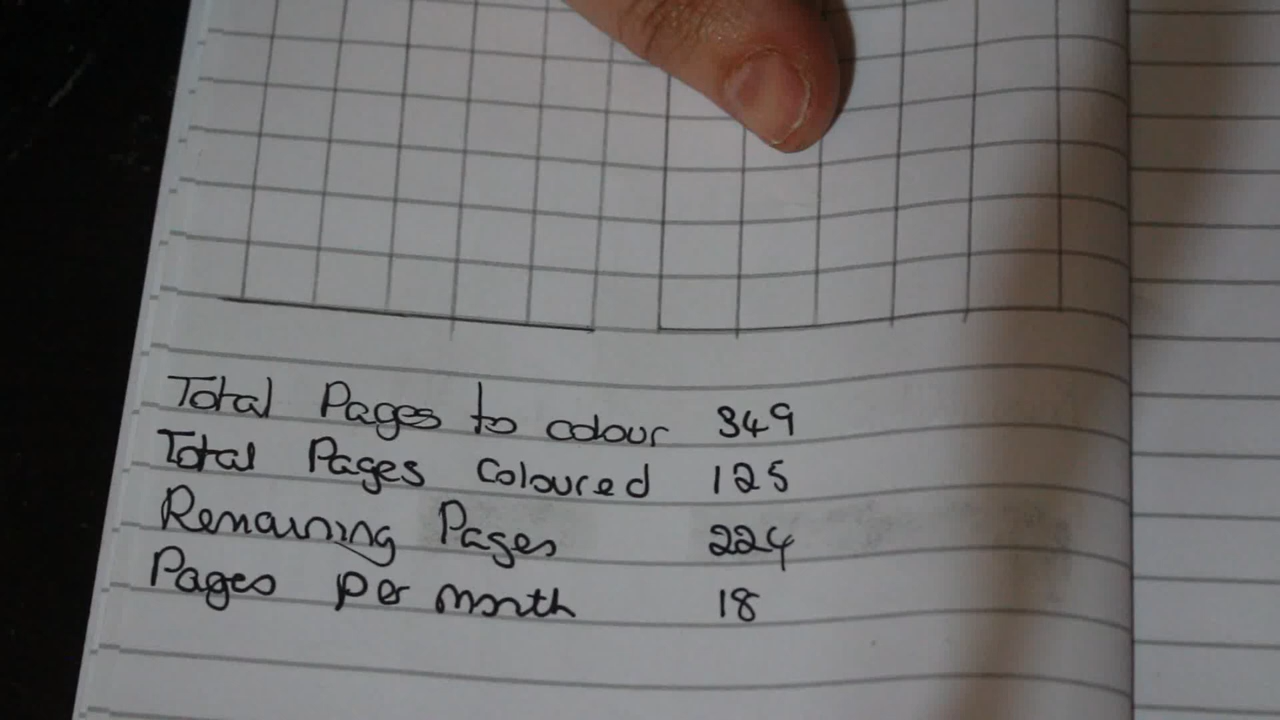 Total Pages to colour 349
Total Pages Coloured 125
Remaining Pages 224
Pages per month 18